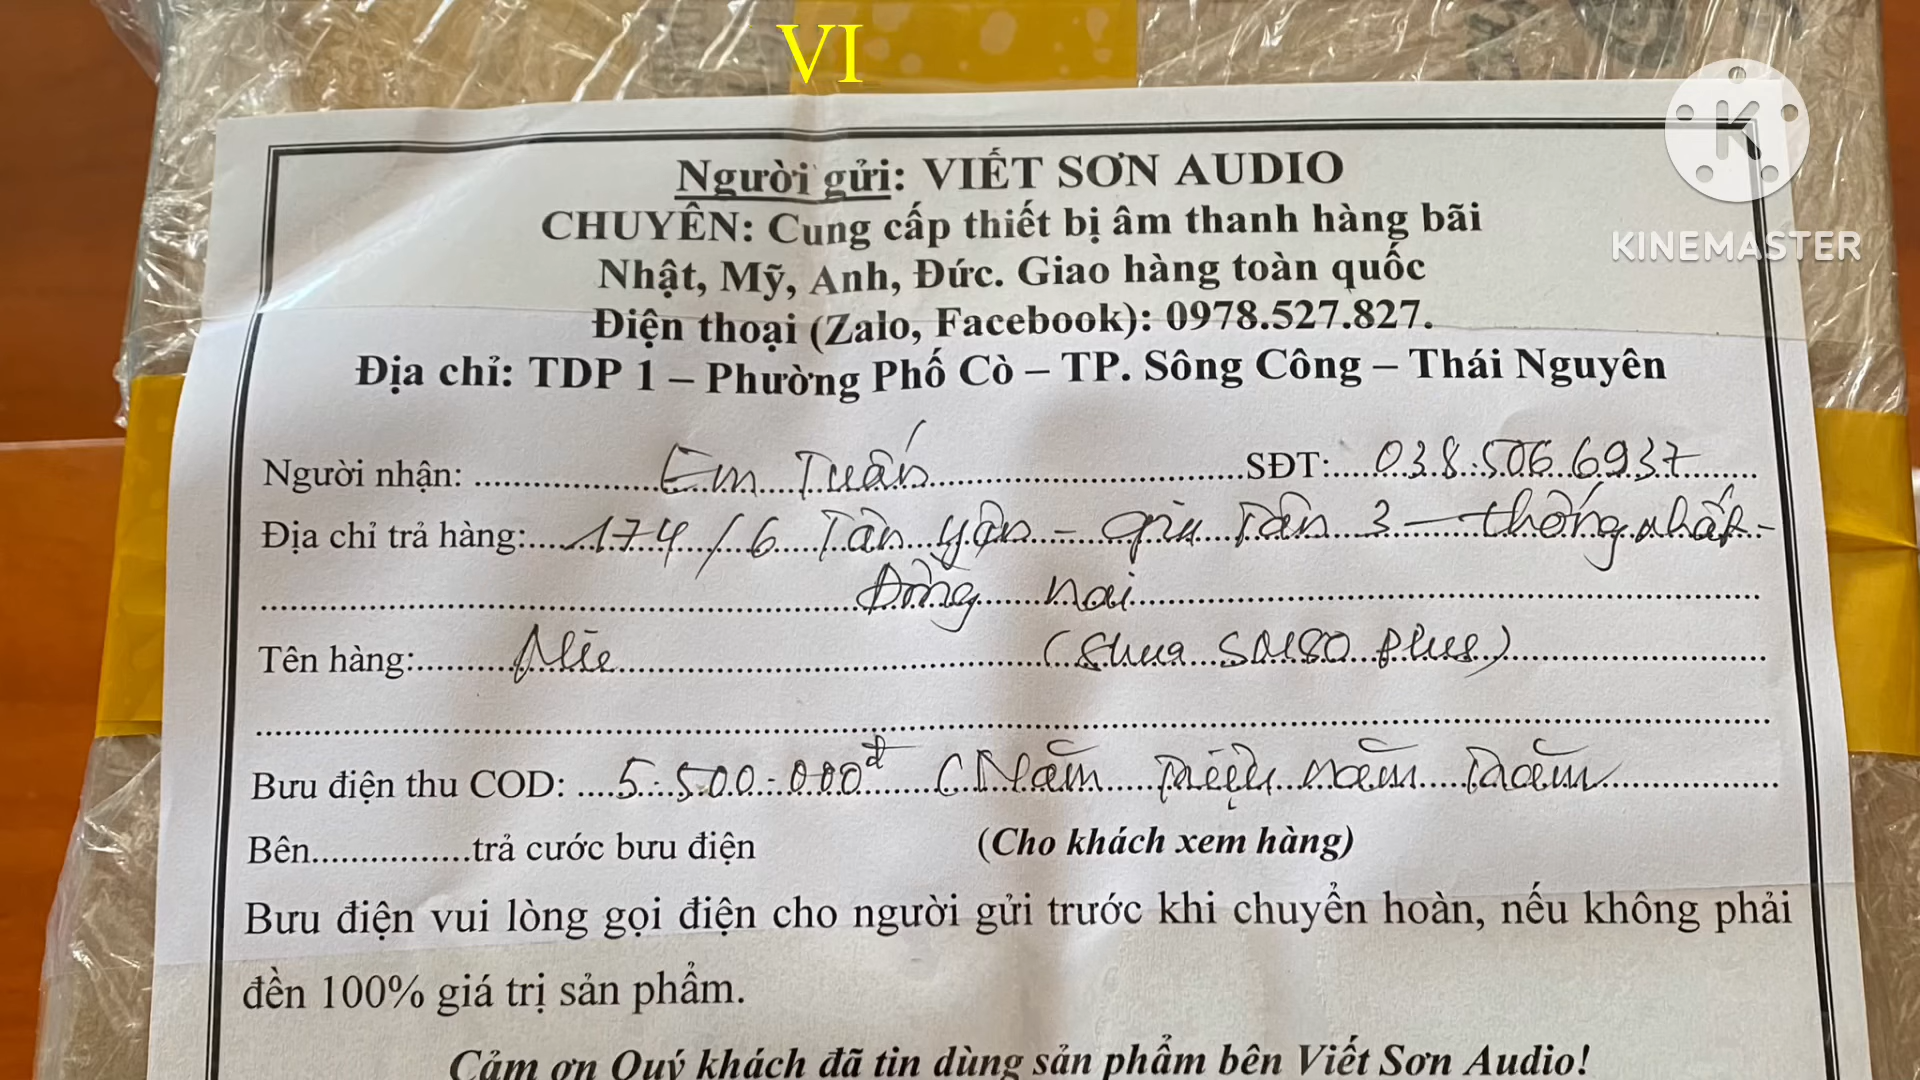 VI
KINEMASTER
Người gửi: VIẾT SƠN AUDIO
CHUYÊN: Cung cấp thiết bị âm thanh hàng bãi
Nhật, Mỹ, Anh, Đức. Giao hàng toàn quốc
Điện thoại (Zalo, Facebook): 0978.527.827.
Địa chỉ: TDP 1 – Phường Phố Cò – TP. Sông Công – Thái Nguyên
Người nhận: Em Tuấn SĐT: 038.506.6937
Địa chỉ trả hàng: 174/6 Tân Yên - Gia Tân 3 - Thống Nhất -
Đồng Nai
Tên hàng: (Plus)
Bưu điện thu COD: 5.500.000đ (Năm triệu năm trăm
Bên................trả cước bưu điện (Cho khách xem hàng)
Bưu điện vui lòng gọi điện cho người gửi trước khi chuyển hoàn, nếu không phải
đền 100% giá trị sản phẩm.
Cảm ơn Quý khách đã tin dùng sản phẩm bên Viết Sơn Audio!